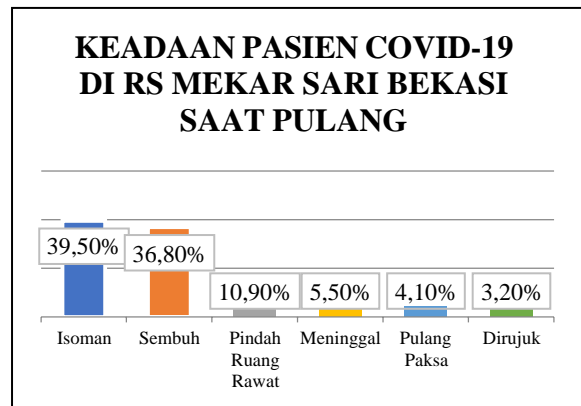 KEADAAN PASIEN COVID-19
DI RS MEKAR SARI BEKASI
SAAT PULANG
39,50%
36,80%
10,90%
5,50%
4,10%
3,20%
Isoman
Sembuh
Pindah
Ruang
Rawat
Meninggal
Pulang
Paksa
Dirujuk